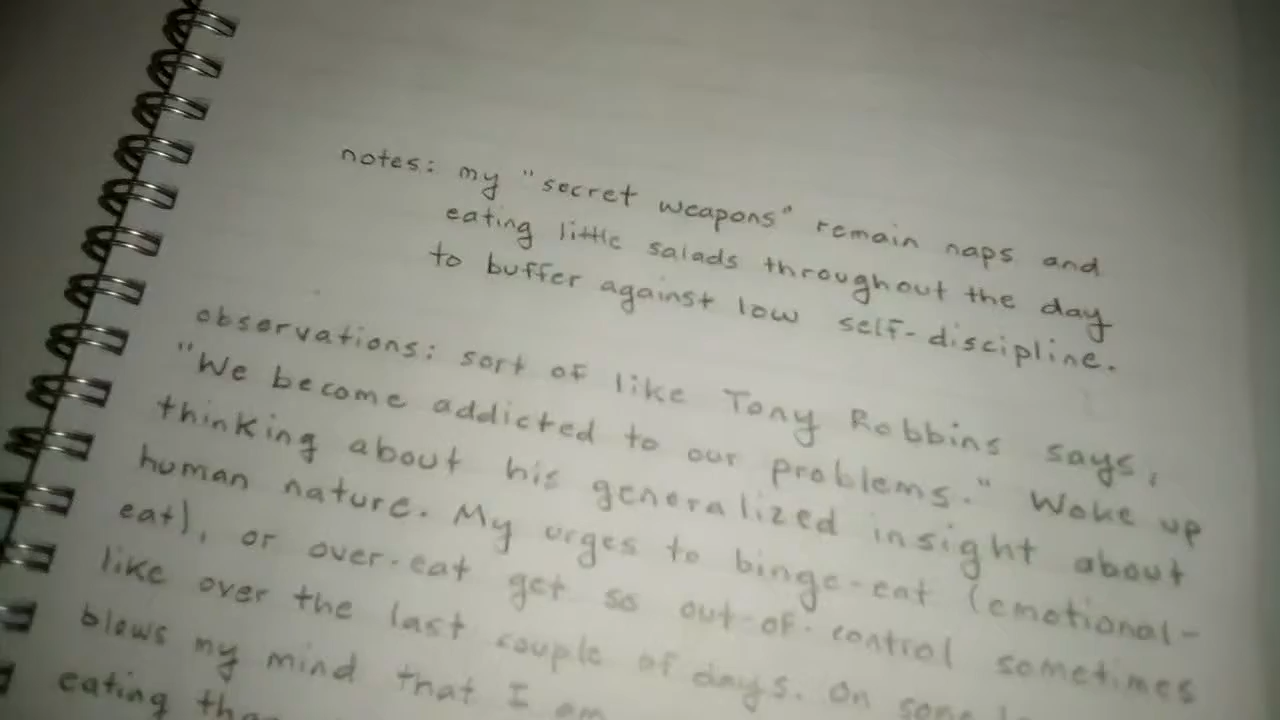 notes: my "secret weapons" remain naps and
eating little salads throughout the day
to buffer against low self-discipline.
observations: sort of like Tony Robbins says,
"We become addicted to our problems." Woke up
thinking about his generalized insight about
human nature. My urges to binge-eat (emotional-
eat), or over-eat get so out-of-control sometimes
like over the last couple of days. On some
blows my mind that I am
eating